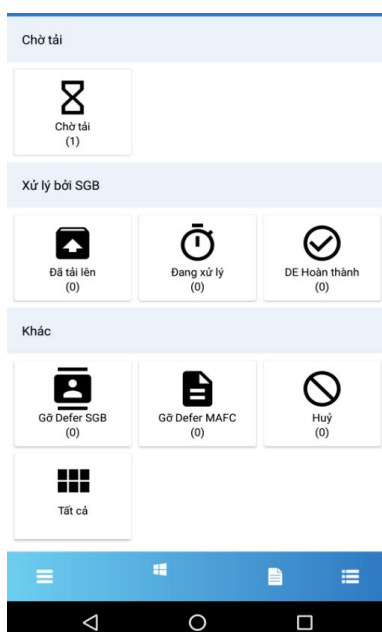 Chờ tải
Chờ tải
(1)
Xử lý bởi SGB
Đã tải lên
(0)
Đang xử lý
(0)
DE Hoàn thành
(0)
Khác
Gỡ Defer SGB
(0)
Gỡ Defer MAFC
(0)
Huỷ
(0)
Tất cả